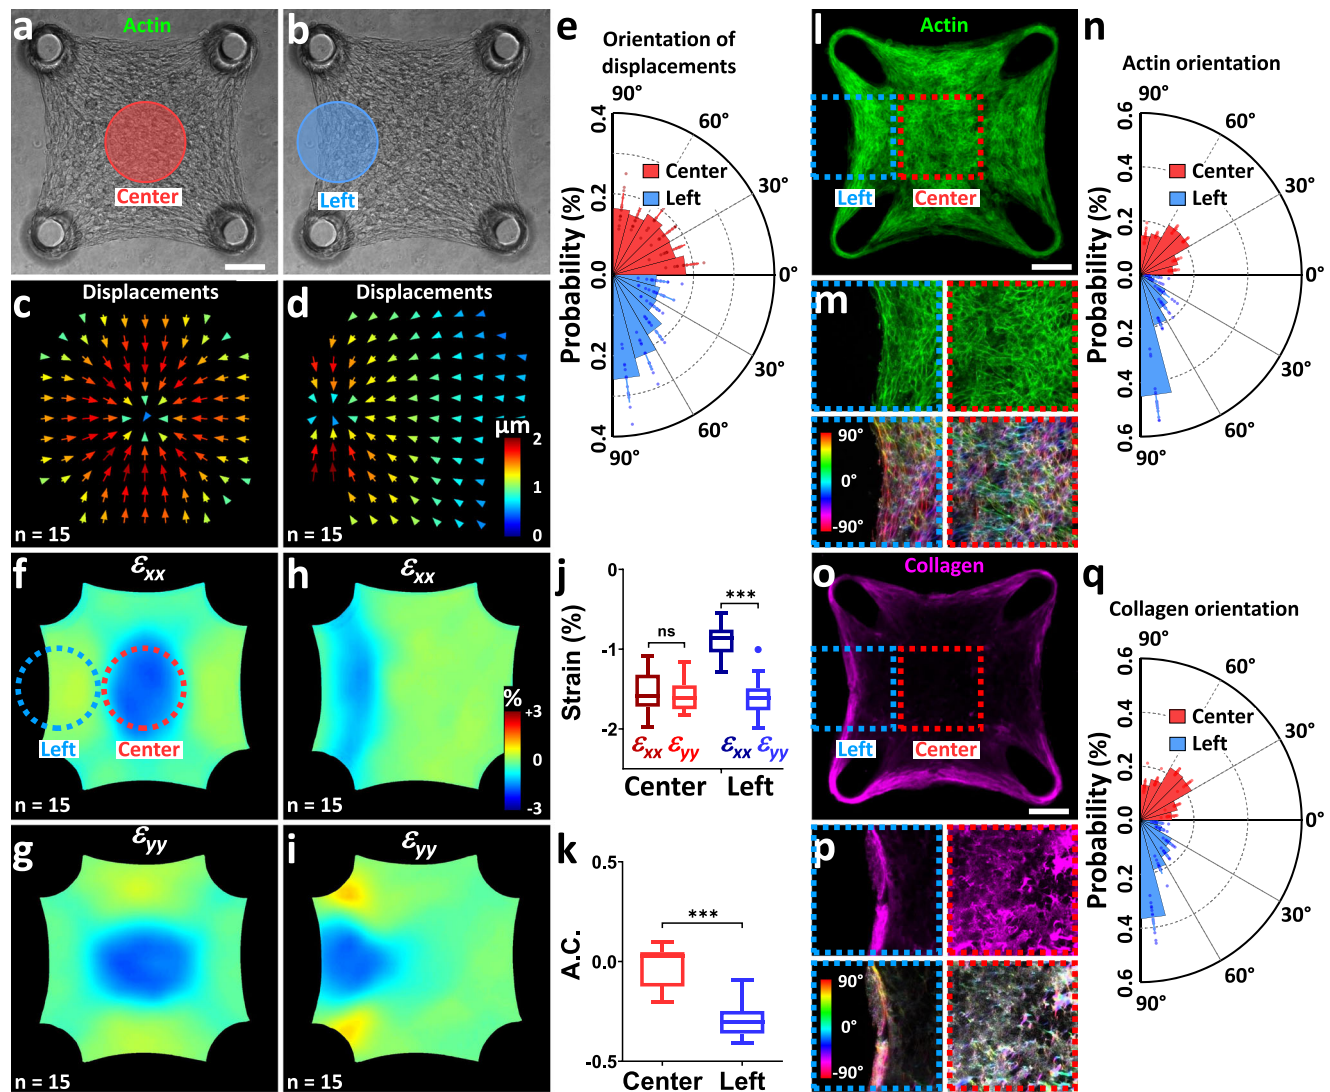 a
Actin
Center
b
Left
c
Displacements
n = 15
d
Displacements
μm
2
1
0
n = 15
e
Orientation of
displacements
90°
60°
30°
0°
30°
60°
90°
0.4
0.2
0.0
0.2
0.4
Probability (%)
Center
Left
f
εxx
Left
Center
n = 15
h
εxx
%
+3
0
-3
n = 15
g
εyy
n = 15
i
εyy
n = 15
j
Strain (%)
0
-1
-2
ns
***
εxx εyy εxx εyy
Center Left
k
A.C.
0.5
0.0
-0.5
***
Center Left
l
Actin
Left
Center
m
90°
0°
-90°
n
Actin orientation
90°
60°
30°
0°
30°
60°
90°
0.6
0.4
0.2
0.0
0.2
0.4
0.6
Probability (%)
Center
Left
o
Collagen
Left
Center
p
90°
0°
-90°
q
Collagen orientation
90°
60°
30°
0°
30°
60°
90°
0.6
0.4
0.2
0.0
0.2
0.4
0.6
Probability (%)
Center
Left